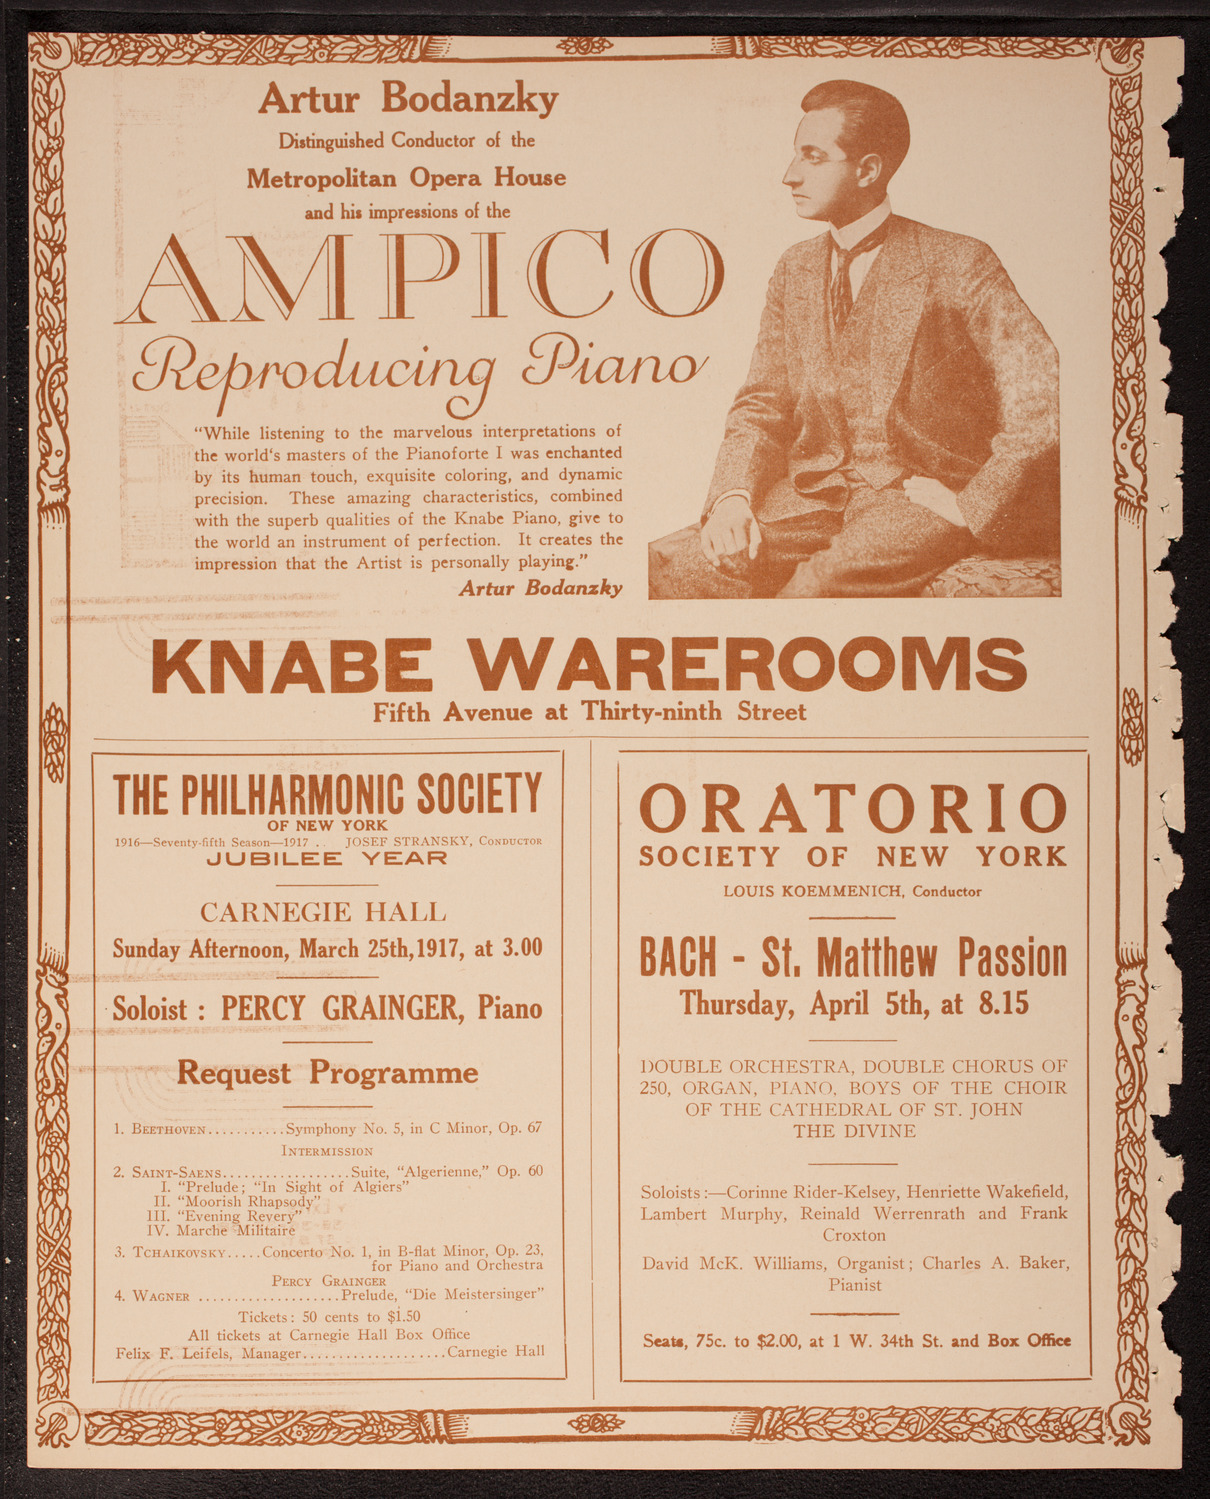 Artur Bodanzky
Distinguished Conductor of the
Metropolitan Opera House
and his impressions of the
AMPICO
Reproducing Piano
“While listening to the marvelous interpretations of
the world‘s masters of the Pianoforte I was enchanted
by its human touch, exquisite coloring, and dynamic
precision. These amazing characteristics, combined
with the superb qualities of the Knabe Piano, give to
the world an instrument of perfection. It creates the
impression that the Artist is personally playing.”
Artur Bodanzky
KNABE WAREROOMS
Fifth Avenue at Thirty-ninth Street
THE PHILHARMONIC SOCIETY
OF NEW YORK
1916—Seventy-fifth Season—1917 .. JOSEF STRANSKY, CONDUCTOR
JUBILEE YEAR
CARNEGIE HALL
Sunday Afternoon, March 25th,1917, at 3.00
Soloist : PERCY GRAINGER, Piano
Request Programme
1. BEETHOVEN...........Symphony No. 5, in C Minor, Op. 67
INTERMISSION
2. SAINT-SAENS.................Suite, “Algerienne,” Op. 60
I. “Prelude; “In Sight of Algiers”
II. “Moorish Rhapsody”
III. “Evening Revery”
IV. Marche Militaire
3. TCHAIKOVSKY.....Concerto No. 1, in B-flat Minor, Op. 23,
for Piano and Orchestra
PERCY GRAINGER
4. WAGNER ...................Prelude, “Die Meistersinger”
Tickets: 50 cents to $1.50
All tickets at Carnegie Hall Box Office
Felix F. Leifels, Manager...................Carnegie Hall
ORATORIO
SOCIETY OF NEW YORK
LOUIS KOEMMENICH, Conductor
BACH - St. Matthew Passion
Thursday, April 5th, at 8.15
DOUBLE ORCHESTRA, DOUBLE CHORUS OF
250, ORGAN, PIANO, BOYS OF THE CHOIR
OF THE CATHEDRAL OF ST. JOHN
THE DIVINE
Soloists:—Corinne Rider-Kelsey, Henriette Wakefield,
Lambert Murphy, Reinald Werrenrath and Frank
Croxton
David McK. Williams, Organist; Charles A. Baker,
Pianist
Seats, 75c. to $2.00, at 1 W. 34th St. and Box Office